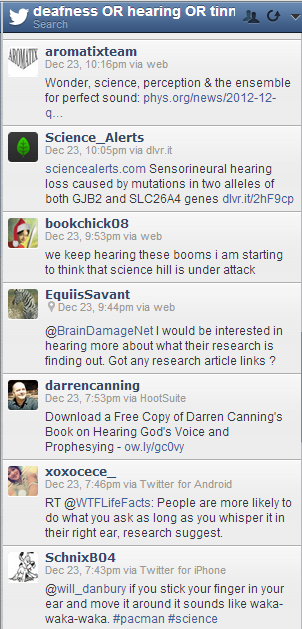 deafness OR hearing OR tinn
Search
aromatixteam
Dec 23, 10:16pm via web
Wonder, science, perception & the ensemble
for perfect sound: phys.org/news/2012-12-
q...
Science_Alerts
Dec 23, 10:05pm via dlvr.it
sciencealerts.com Sensorineural hearing
loss caused by mutations in two alleles of
both GJB2 and SLC26A4 genes dlvr.it/2hF9cp
bookchick08
Dec 23, 9:53pm via web
we keep hearing these booms i am starting
to think that science hill is under attack
EquiisSavant
Dec 23, 9:44pm via web
@BrainDamageNet I would be interested in
hearing more about what their research is
finding out. Got any research article links ?
darrencanning
Dec 23, 7:53pm via HootSuite
Download a Free Copy of Darren Canning's
Book on Hearing God's Voice and
Prophesying - ow.ly/gc0vy
xoxocece_
Dec 23, 7:46pm via Twitter for Android
RT @WTFLifeFacts: People are more likely to
do what you ask as long as you whisper it in
their right ear, research suggest.
SchnixB04
Dec 23, 7:43pm via Twitter for iPhone
@will_danbury if you stick your finger in your
ear and move it around it sounds like waka-
waka-waka. #pacman #science